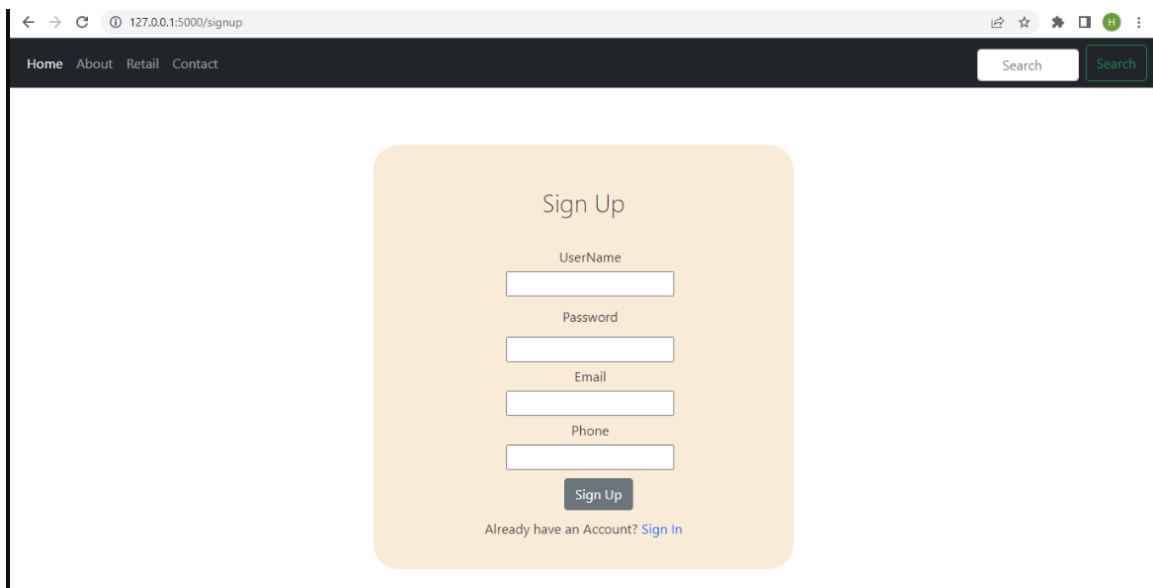 127.0.0.1:5000/signup
H
Home About Retail Contact Search Search
Sign Up
UserName
Password
Email
Phone
Sign Up
Already have an Account? Sign In